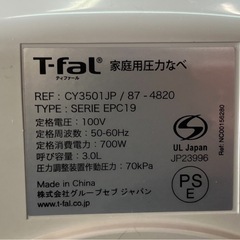 T-fal 家庭用圧力なべ
ティファール
REF : CY3501JP / 87 - 4820
TYPE : SERIE EPC19
定格電圧：100V
定格周波数：50-60Hz
定格消費電力：700W
呼び容量：3.0L
圧力調整装置作動圧力：70kPa
株式会社グループセブ ジャパン
www.t-fal.co.jp
UL
UL Japan
JP23996
PS
E
NO.: NC00156280